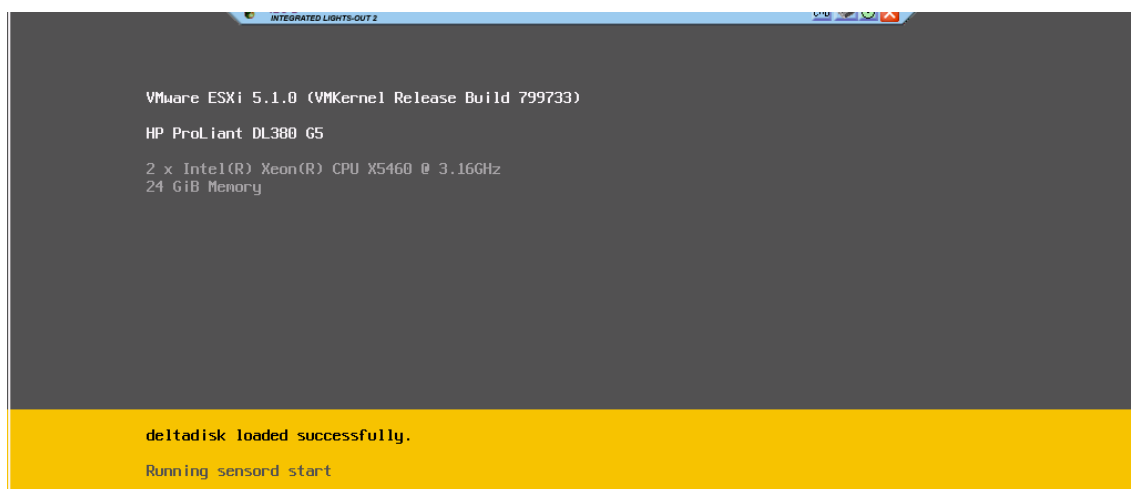 INTEGRATED LIGHTS-OUT 2
VMware ESXi 5.1.0 (VMKernel Release Build 799733)
HP ProLiant DL380 G5
2 x Intel(R) Xeon(R) CPU X5460 @ 3.16GHz
24 GiB Memory
deltadisk loaded successfully.
Running sensord start